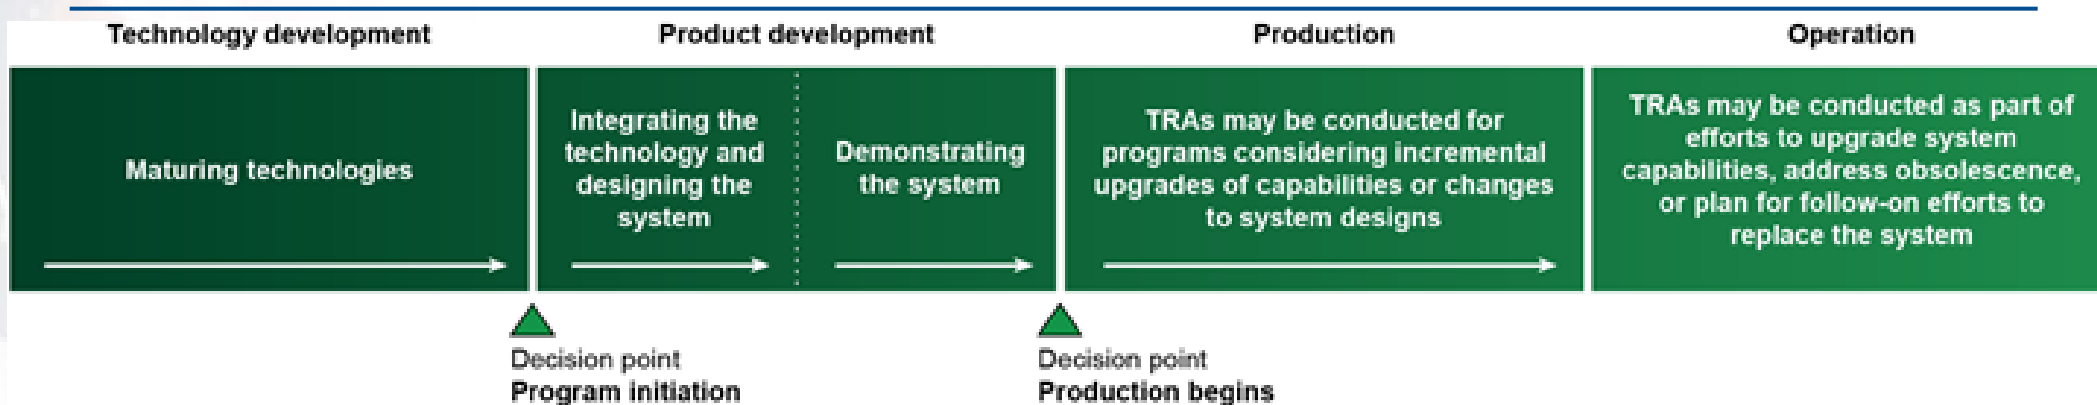 Technology development
Product development
Production
Operation
Maturing technologies
Integrating the
technology and
designing the
system
Demonstrating
the system
TRAs may be conducted for
programs considering incremental
upgrades of capabilities or changes
to system designs
TRAs may be conducted as part of
efforts to upgrade system
capabilities, address obsolescence,
or plan for follow-on efforts to
replace the system
Decision point
Program initiation
Decision point
Production begins